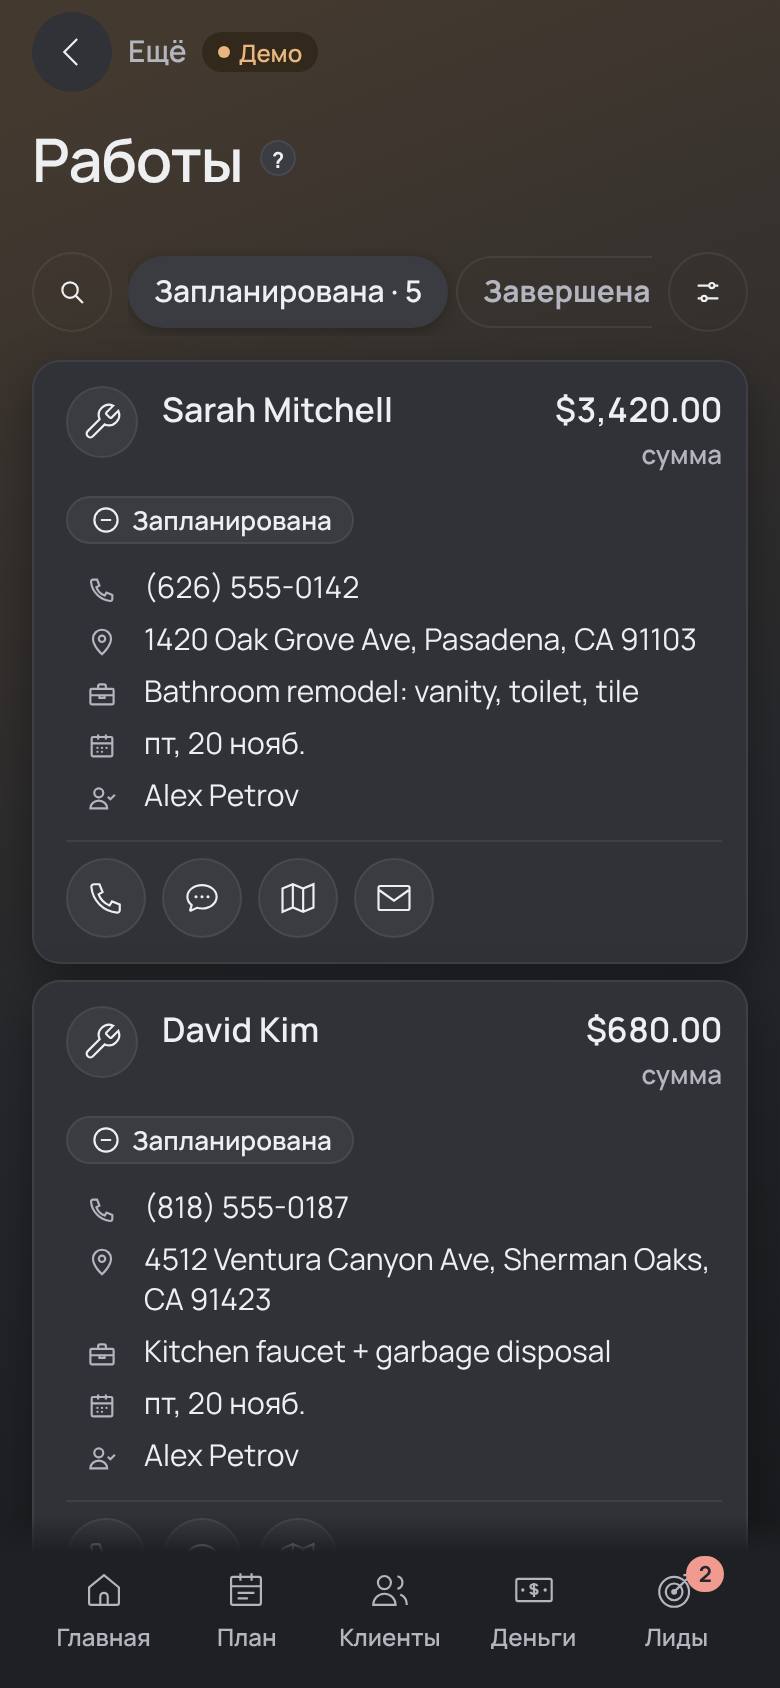 Ещё
Демо
Работы ?
Запланирована · 5
Завершена
Sarah Mitchell
$3,420.00
сумма
Запланирована
(626) 555-0142
1420 Oak Grove Ave, Pasadena, CA 91103
Bathroom remodel: vanity, toilet, tile
пт, 20 нояб.
Alex Petrov
David Kim
$680.00
сумма
Запланирована
(818) 555-0187
4512 Ventura Canyon Ave, Sherman Oaks,
CA 91423
Kitchen faucet + garbage disposal
пт, 20 нояб.
Alex Petrov
2
Главная
План
Клиенты
Деньги
Лиды